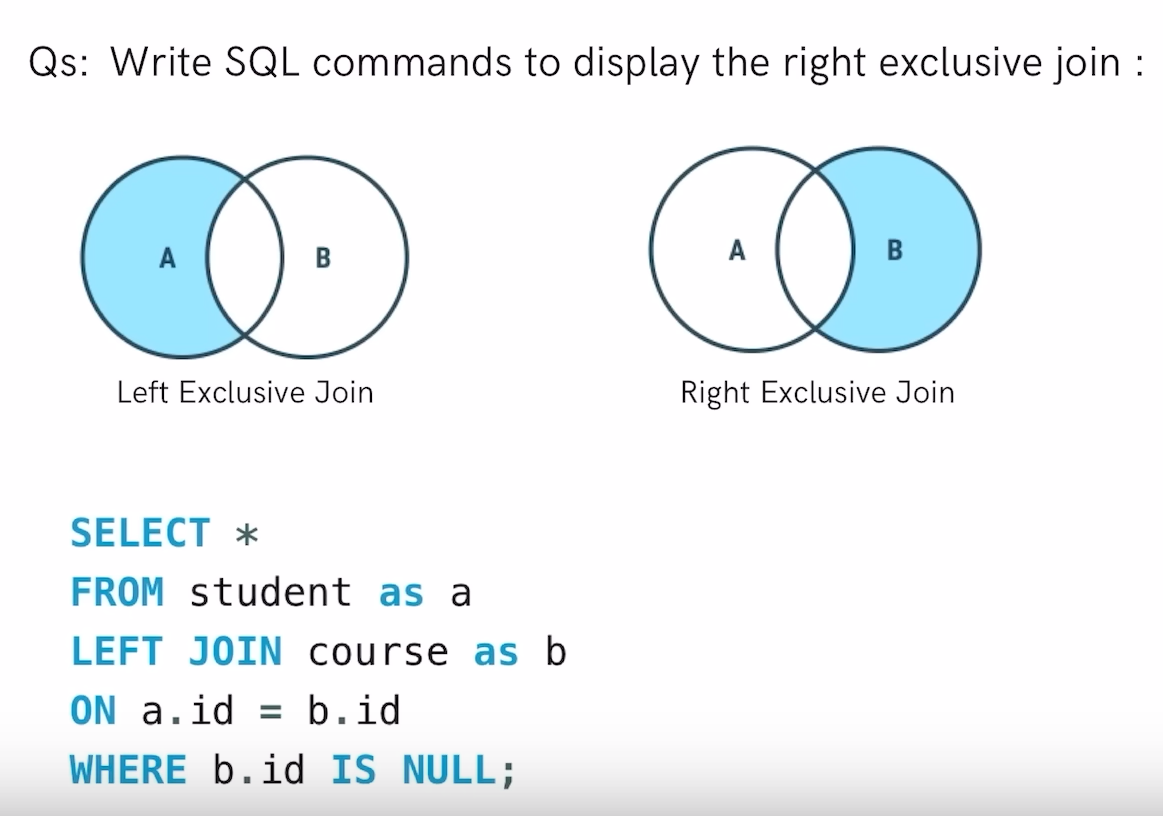 Qs: Write SQL commands to display the right exclusive join :
A B
A B
Left Exclusive Join
Right Exclusive Join
SELECT *
FROM student as a
LEFT JOIN course as b
ON a.id = b.id
WHERE b.id IS NULL;